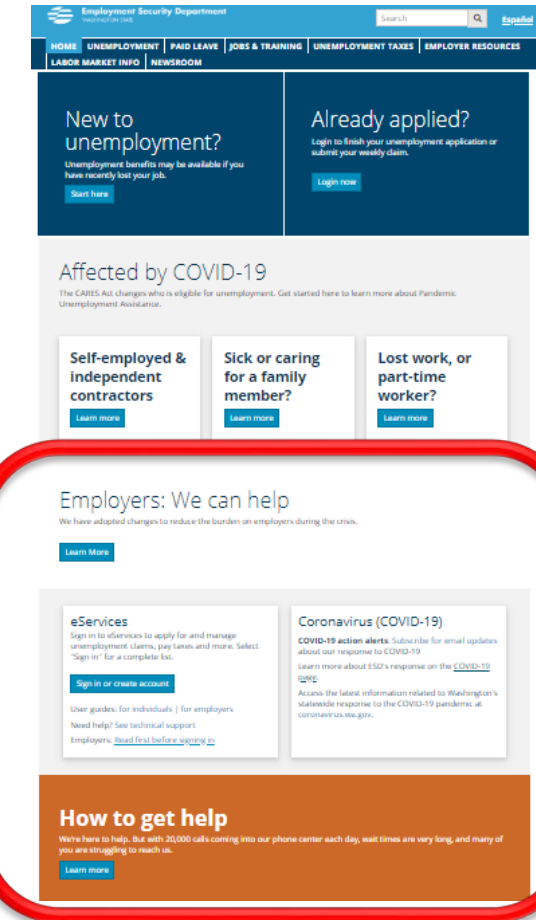 Employment Security Department
WASHINGTON STATE
Search
Español
HOME UNEMPLOYMENT PAID LEAVE JOBS & TRAINING UNEMPLOYMENT TAXES EMPLOYER RESOURCES
LABOR MARKET INFO NEWSROOM
New to
unemployment?
Unemployment benefits may be available if you
have recently lost your job.
Start here
Already applied?
Login to finish your unemployment application or
submit your weekly claim.
Login now
Affected by COVID-19
The CARES Act changes who is eligible for unemployment. Get started here to learn more about Pandemic
Unemployment Assistance.
Self-employed &
independent
contractors
Learn more
Sick or caring
for a family
member?
Learn more
Lost work, or
part-time
worker?
Learn more
Employers: We can help
We have adopted changes to reduce the burden on employers during the crisis.
Learn More
eServices
Sign in to eServices to apply for and manage
unemployment claims, pay taxes and more. Select
"Sign in" for a complete list.
Sign in or create account
User guides: for individuals | for employers
Need help? See technical support
Employers: Read first before signing in
Coronavirus (COVID-19)
COVID-19 action alerts: Subscribe for email updates
about our response to COVID-19
Learn more about ESD's response on the COVID-19
page.
Access the latest information related to Washington's
statewide response to the COVID-19 pandemic at
coronavirus.wa.gov.
How to get help
We're here to help. But with 20,000 calls coming into our phone center each day, wait times are very long, and many of
you are struggling to reach us.
Learn more